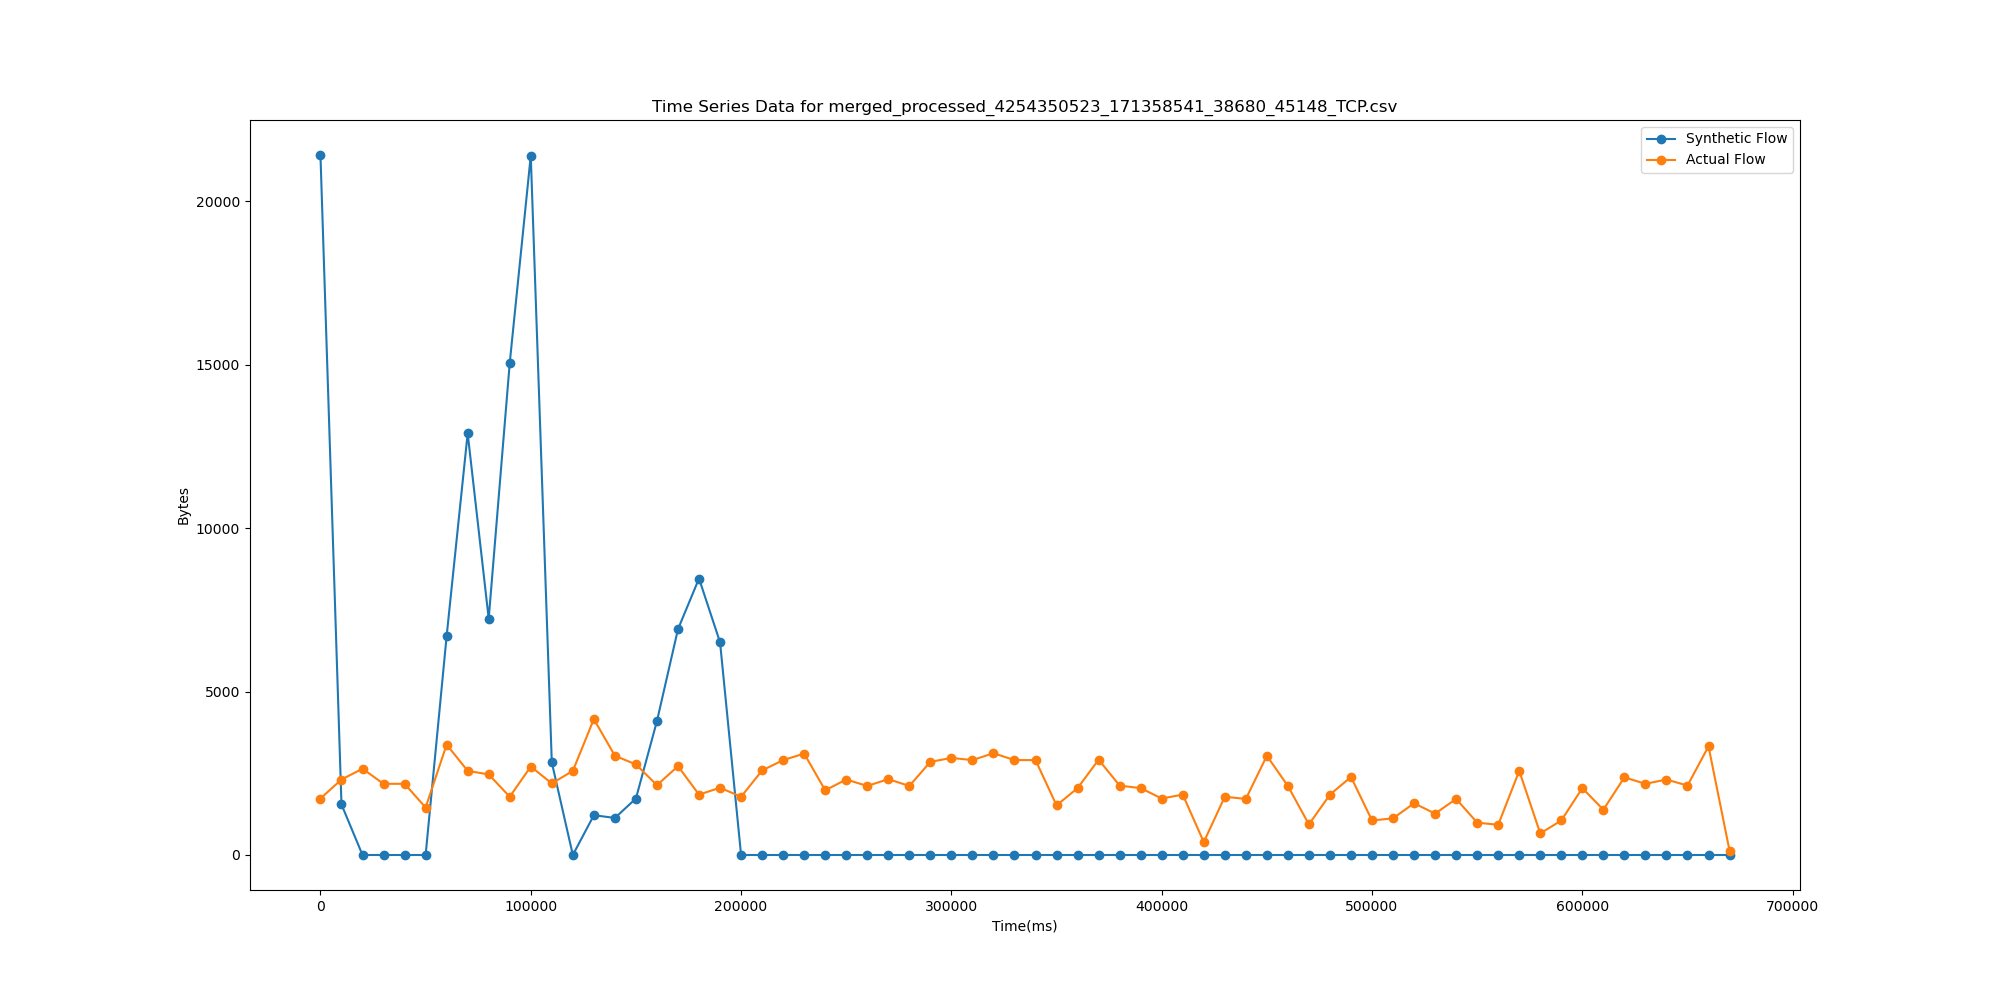 Time Series Data for merged_processed_4254350523_171358541_38680_45148_TCP.csv
Synthetic Flow
Actual Flow
Bytes
20000
15000
10000
5000
0
0 100000 200000 300000 400000 500000 600000 700000
Time(ms)